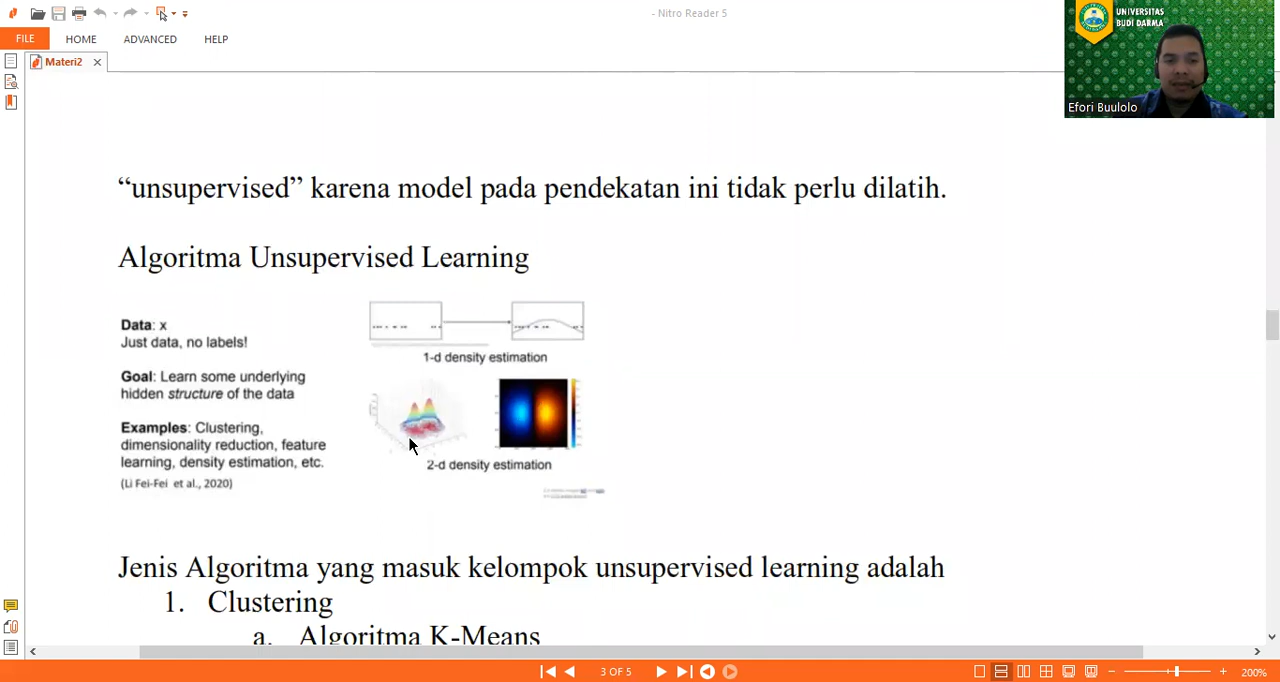 - Nitro Reader 5
FILE
HOME
ADVANCED
HELP
Materi2
UNIVERSITAS
BUDI DARMA
Efori Buulolo
“unsupervised” karena model pada pendekatan ini tidak perlu dilatih.
Algoritma Unsupervised Learning
Data: x
Just data, no labels!
Goal: Learn some underlying
hidden structure of the data
Examples: Clustering,
dimensionality reduction, feature
learning, density estimation, etc.
(Li Fei-Fei et al., 2020)
1-d density estimation
2-d density estimation
Jenis Algoritma yang masuk kelompok unsupervised learning adalah
1. Clustering
a. Algoritma K-Means
3 OF 5
200%